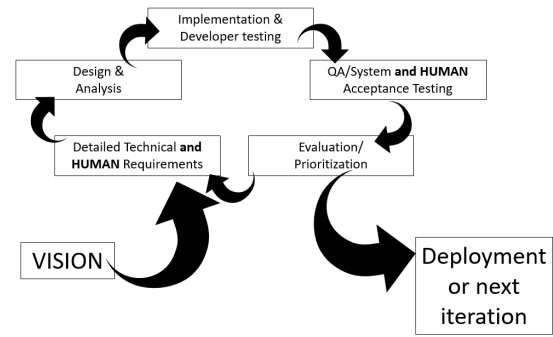 Implementation &
Developer testing
Design &
Analysis
QA/System and HUMAN
Acceptance Testing
Detailed Technical and
HUMAN Requirements
Evaluation/
Prioritization
VISION
Deployment
or next
iteration